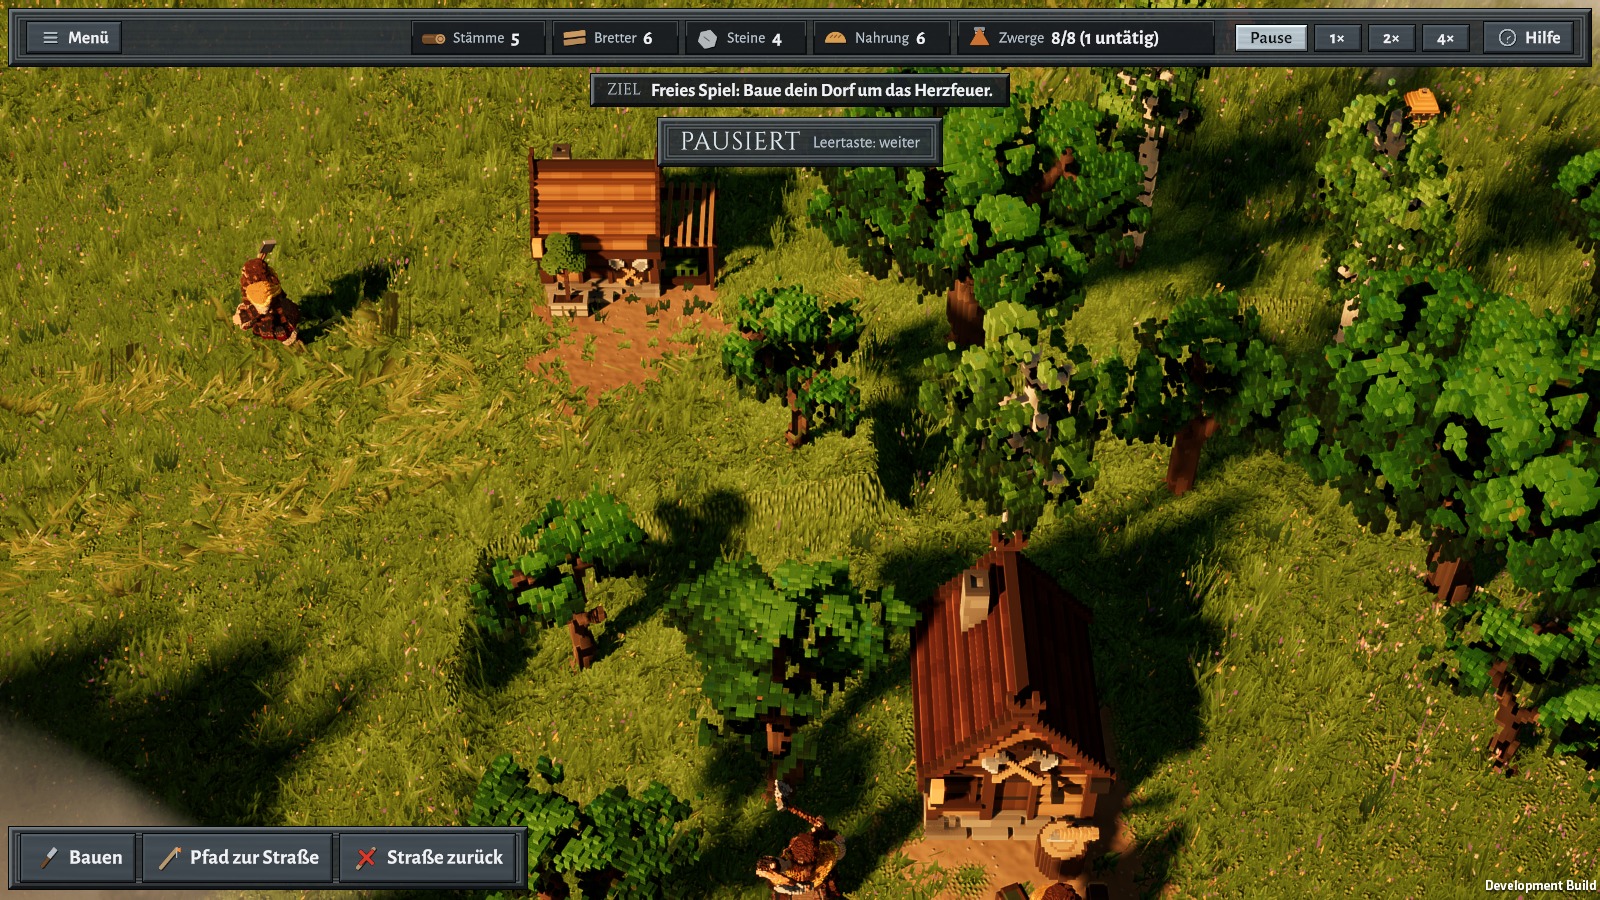 Menü
Stämme 5
Bretter 6
Steine 4
Nahrung 6
Zwerge 8/8 (1 untätig)
Pause
1×
2×
4×
Hilfe
ZIEL Freies Spiel: Baue dein Dorf um das Herzfeuer.
PAUSIERT Leertaste: weiter
Bauen
Pfad zur Straße
Straße zurück
Development Build